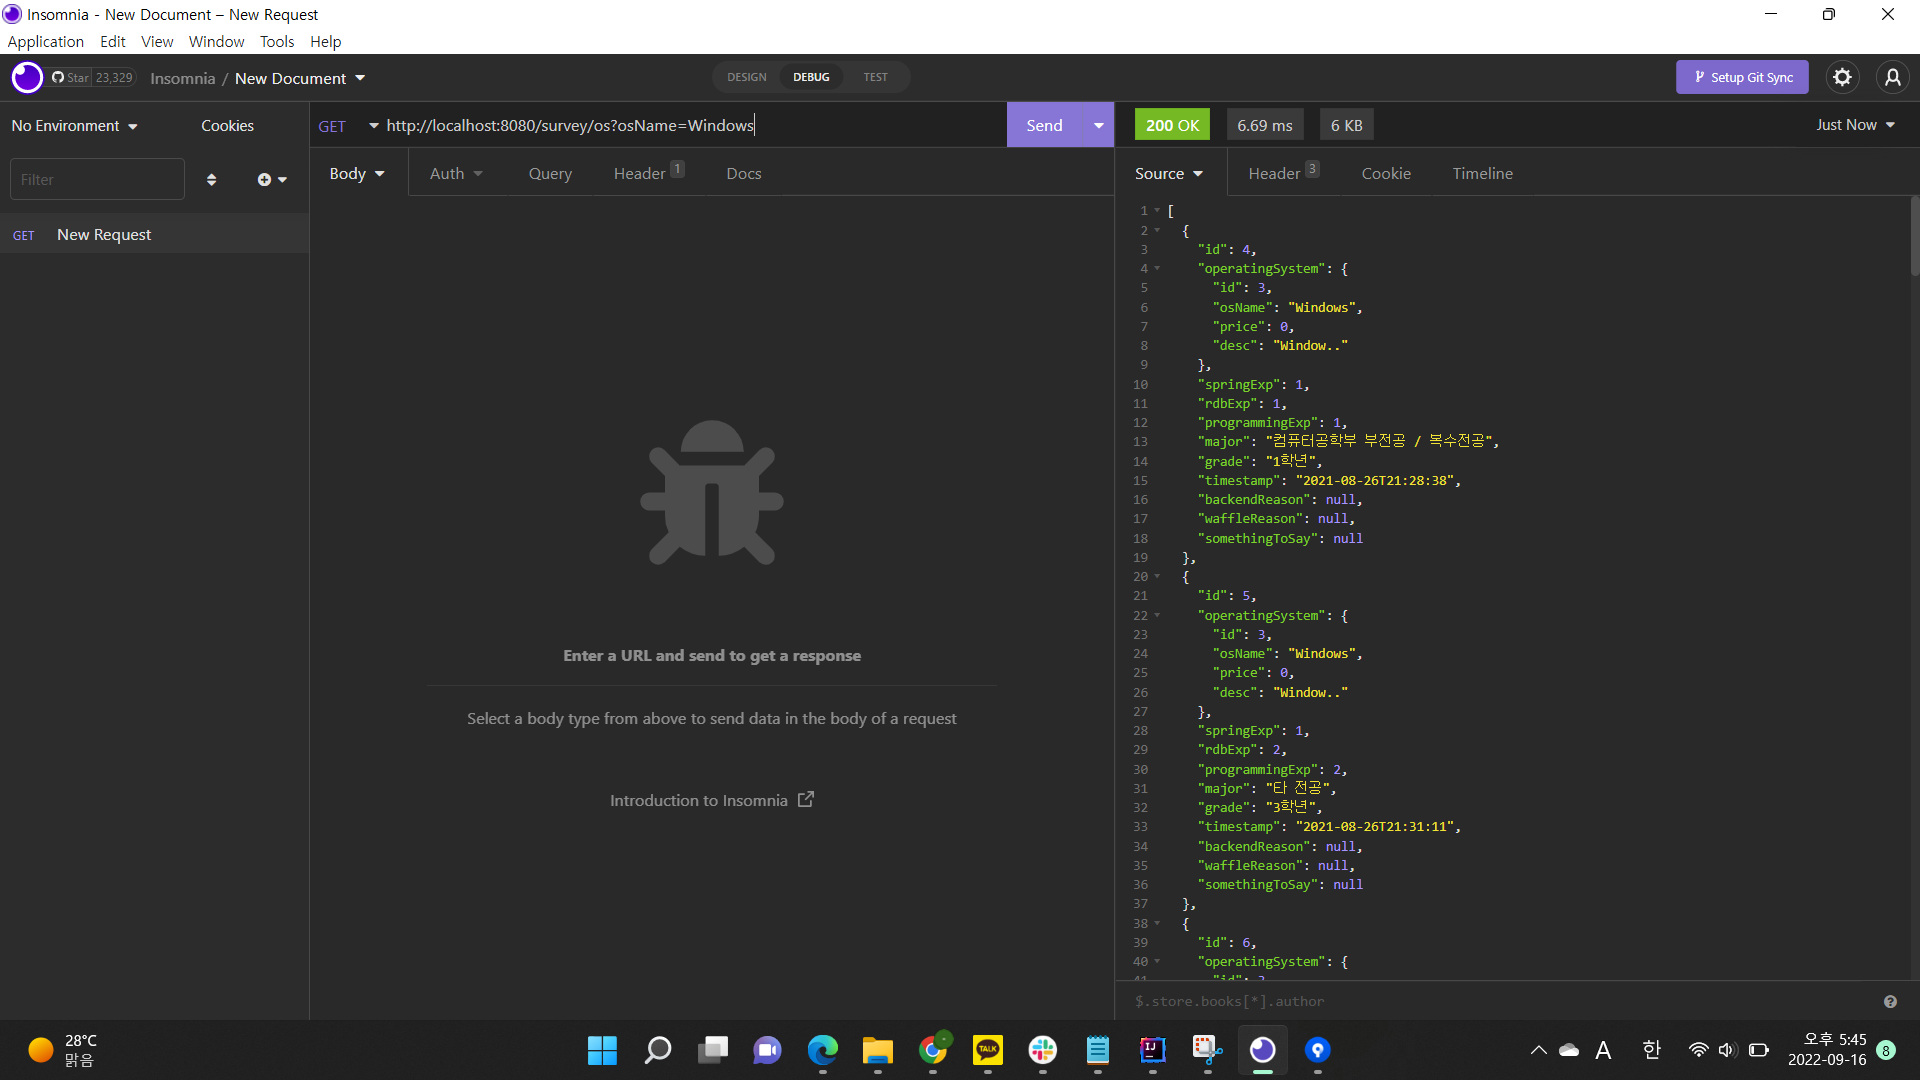 Insomnia - New Document – New Request
Application Edit View Window Tools Help
Star 23,329 Insomnia / New Document DESIGN DEBUG TEST Setup Git Sync
No Environment Cookies GET http://localhost:8080/survey/os?osName=Windows Send 200 OK 6.69 ms 6 KB Just Now
Filter Body Auth Query Header 1 Docs Source Header 3 Cookie Timeline
GET New Request
Enter a URL and send to get a response
Select a body type from above to send data in the body of a request
Introduction to Insomnia
1 [
2 {
3 "id": 4,
4 "operatingSystem": {
5 "id": 3,
6 "osName": "Windows",
7 "price": 0,
8 "desc": "Window.."
9 },
10 "springExp": 1,
11 "rdbExp": 1,
12 "programmingExp": 1,
13 "major": "컴퓨터공학부 부전공 / 복수전공",
14 "grade": "1학년",
15 "timestamp": "2021-08-26T21:28:38",
16 "backendReason": null,
17 "waffleReason": null,
18 "somethingToSay": null
19 },
20 {
21 "id": 5,
22 "operatingSystem": {
23 "id": 3,
24 "osName": "Windows",
25 "price": 0,
26 "desc": "Window.."
27 },
28 "springExp": 1,
29 "rdbExp": 2,
30 "programmingExp": 2,
31 "major": "타 전공",
32 "grade": "3학년",
33 "timestamp": "2021-08-26T21:31:11",
34 "backendReason": null,
35 "waffleReason": null,
36 "somethingToSay": null
37 },
38 {
39 "id": 6,
40 "operatingSystem": {
$.store.books[*].author
28°C
맑음
TALK
IJ
A 한
오후 5:45
2022-09-16 8